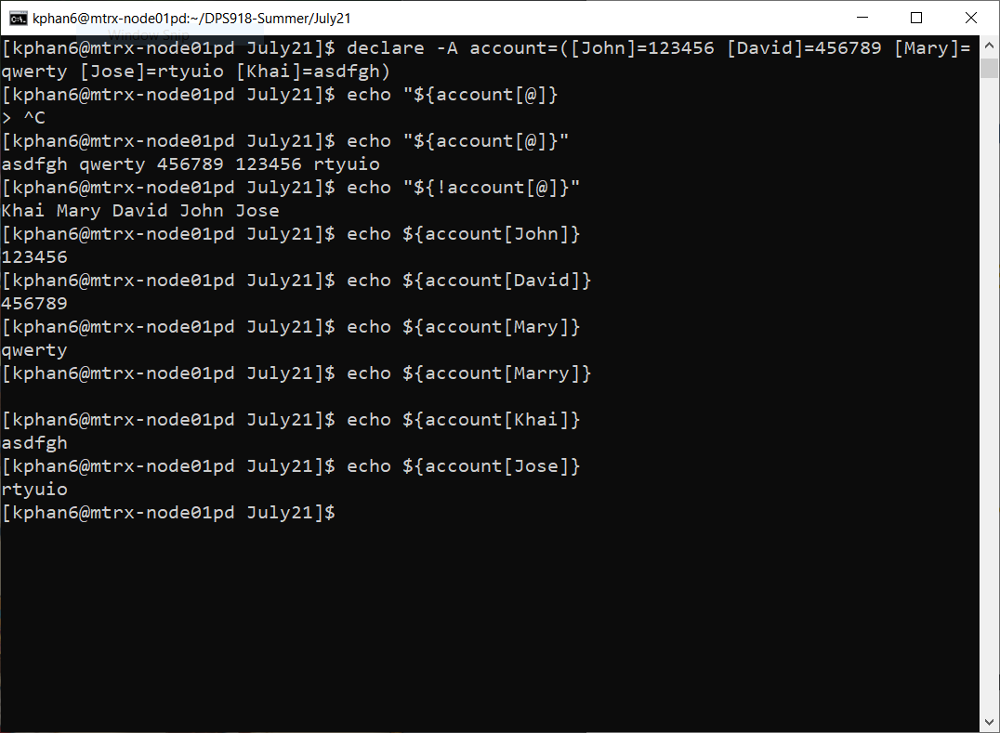 kphan6@mtrx-node01pd:~/DPS918-Summer/July21
Window Snip
[kphan6@mtrx-node01pd July21]$ declare -A account=([John]=123456 [David]=456789 [Mary]=
qwerty [Jose]=rtyuio [Khai]=asdfgh)
[kphan6@mtrx-node01pd July21]$ echo "${account[@]}
> ^C
[kphan6@mtrx-node01pd July21]$ echo "${account[@]}"
asdfgh qwerty 456789 123456 rtyuio
[kphan6@mtrx-node01pd July21]$ echo "${!account[@]}"
Khai Mary David John Jose
[kphan6@mtrx-node01pd July21]$ echo ${account[John]}
123456
[kphan6@mtrx-node01pd July21]$ echo ${account[David]}
456789
[kphan6@mtrx-node01pd July21]$ echo ${account[Mary]}
qwerty
[kphan6@mtrx-node01pd July21]$ echo ${account[Marry]}

[kphan6@mtrx-node01pd July21]$ echo ${account[Khai]}
asdfgh
[kphan6@mtrx-node01pd July21]$ echo ${account[Jose]}
rtyuio
[kphan6@mtrx-node01pd July21]$